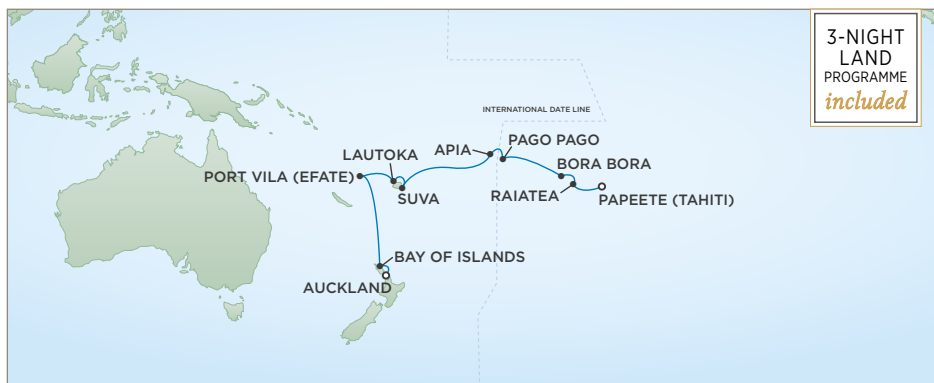 3-NIGHT
LAND
PROGRAMME
included
INTERNATIONAL DATE LINE
APIA
PAGO PAGO
LAUTOKA
BORA BORA
PORT VILA (EFATE)
SUVA
RAIATEA
PAPEETE (TAHITI)
BAY OF ISLANDS
AUCKLAND